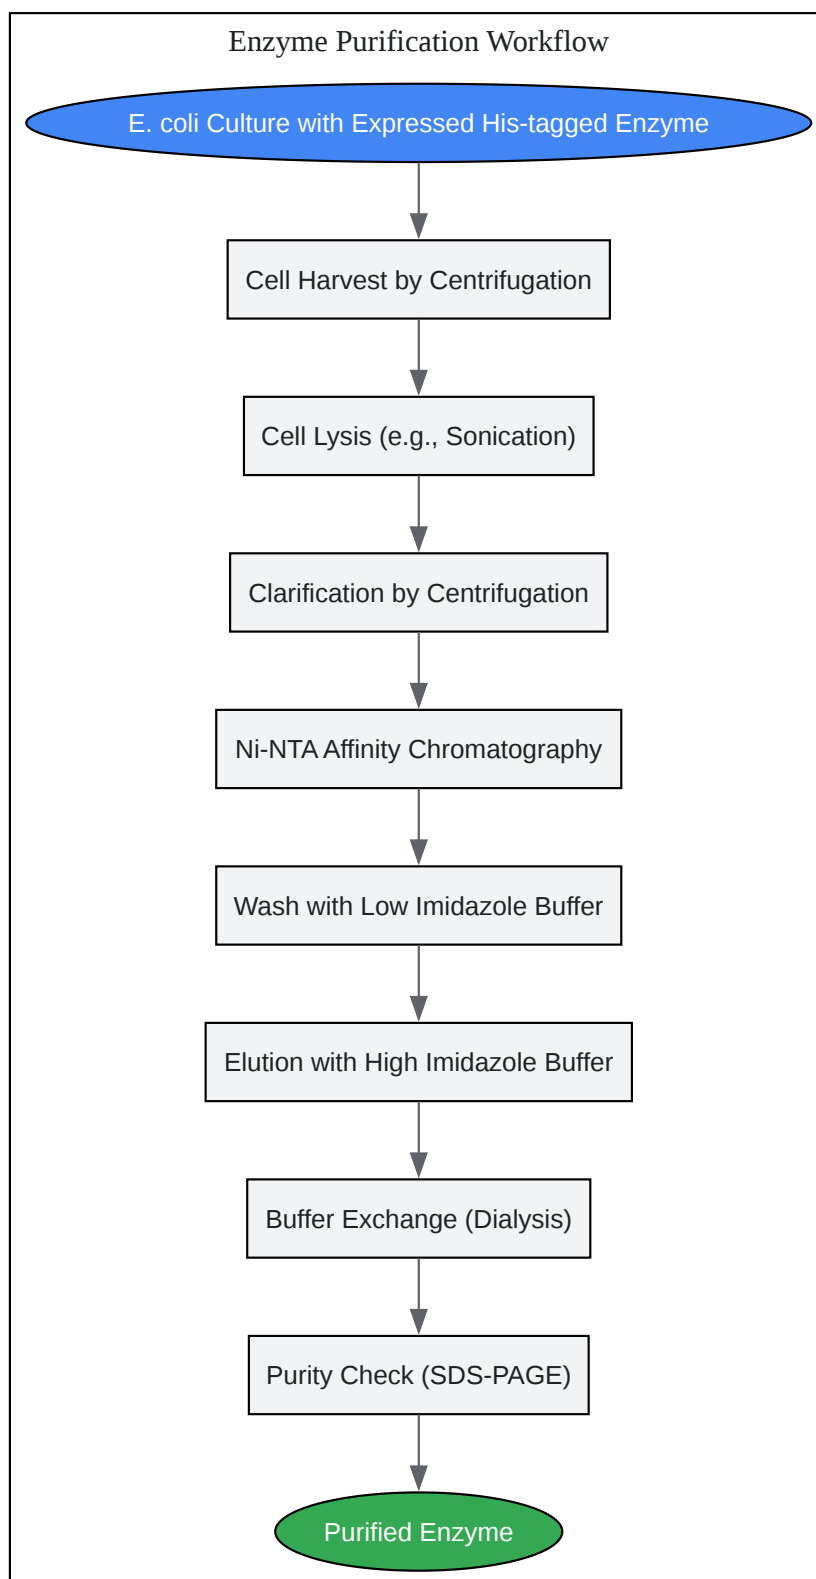 Enzyme Purification Workflow
E. coli Culture with Expressed His-tagged Enzyme
Cell Harvest by Centrifugation
Cell Lysis (e.g., Sonication)
Clarification by Centrifugation
Ni-NTA Affinity Chromatography
Wash with Low Imidazole Buffer
Elution with High Imidazole Buffer
Buffer Exchange (Dialysis)
Purity Check (SDS-PAGE)
Purified Enzyme